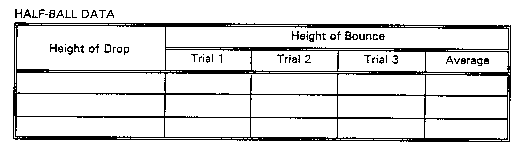 HALF-BALL DATA
Height of Drop
Height of Bounce
Trial 1 Trial 2 Trial 3 Average